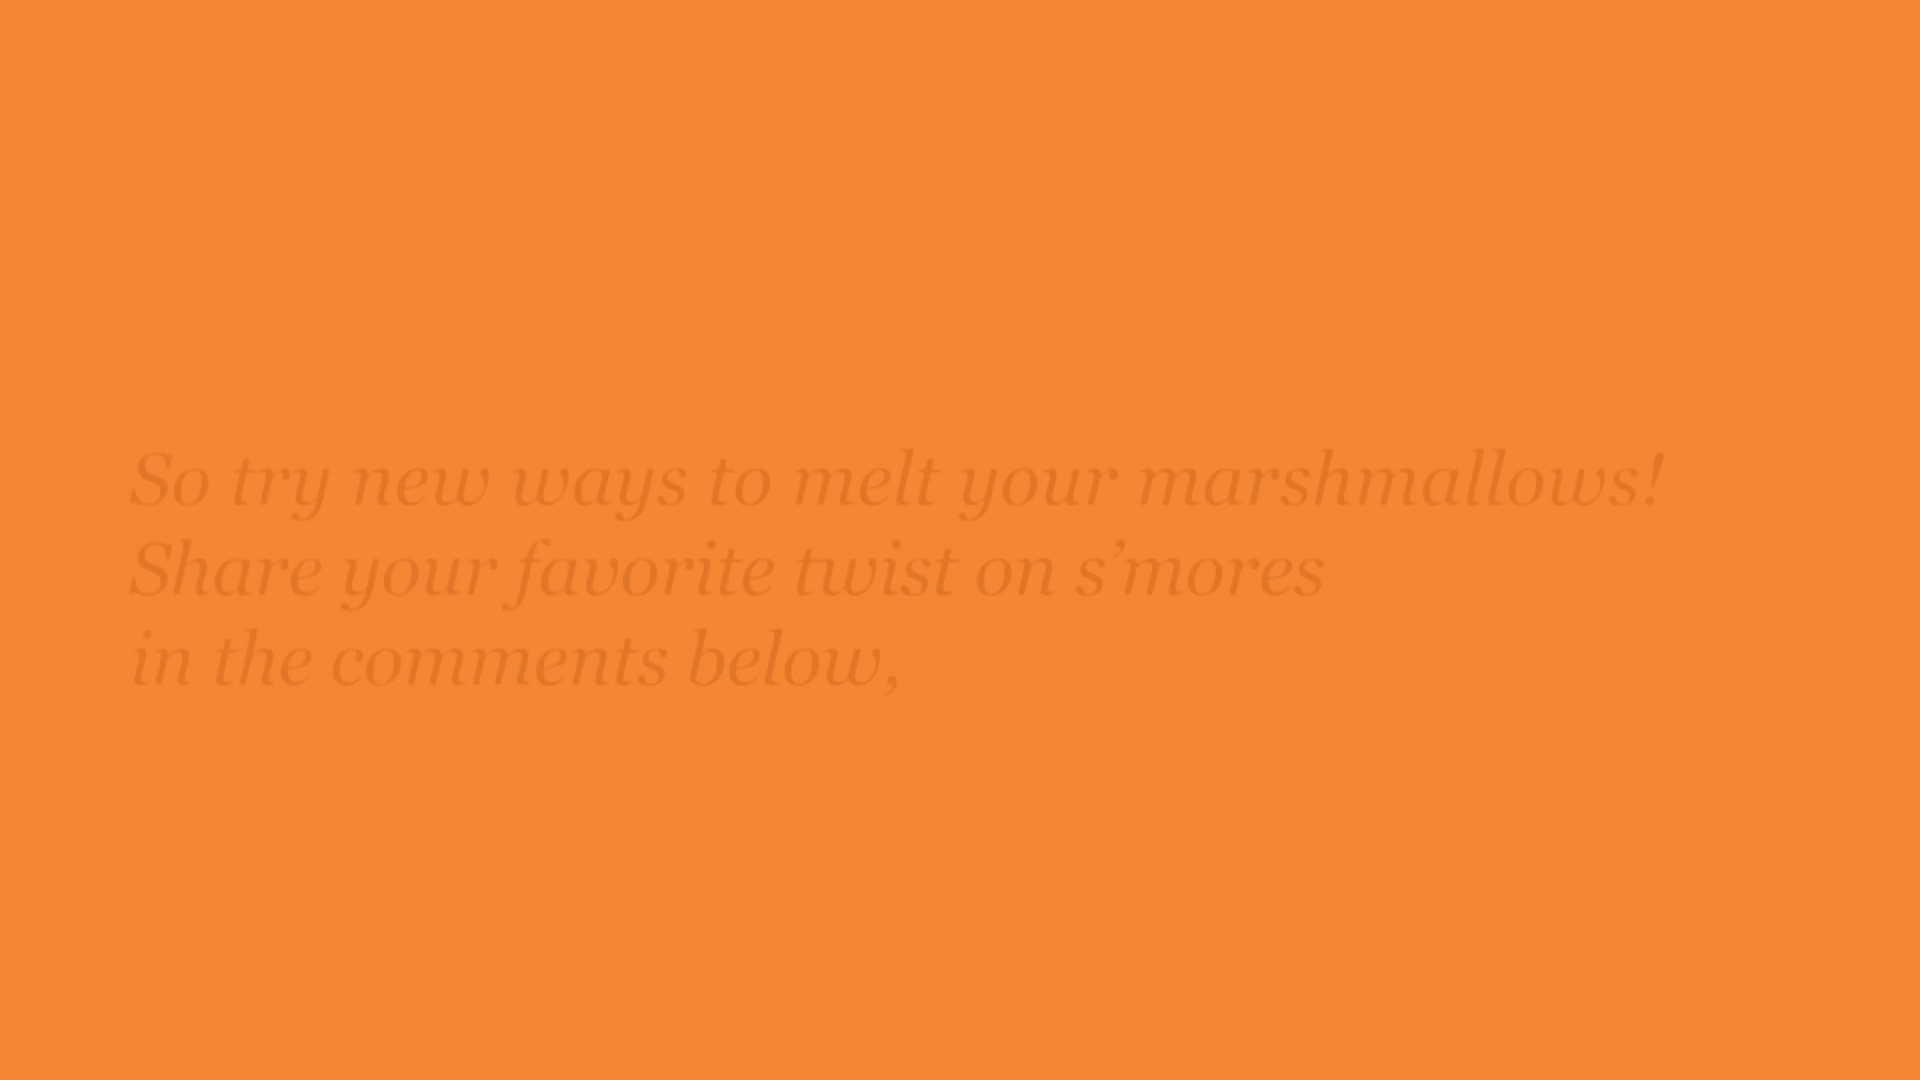 So try new ways to melt your marshmallows!
Share your favorite twist on s’mores
in the comments below,